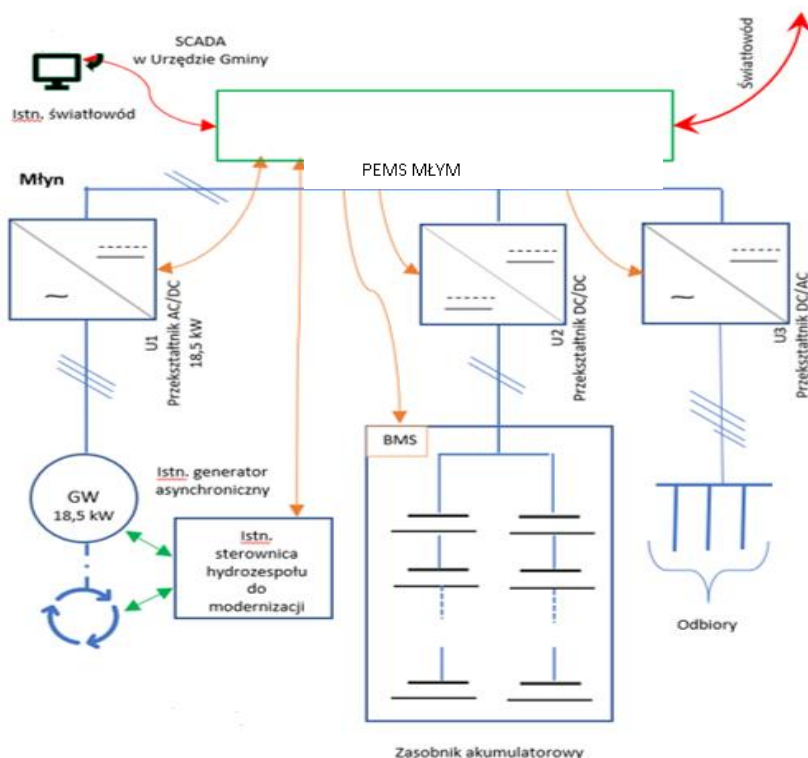 SCADA
w Urzędzie Gminy
Światłowód
Istn. światłowód
PEMS MŁYM
Młyn
U1
Przekształtnik AC/DC
18,5 kW
U2
Przekształtnik DC/DC
U3
Przekształtnik DC/AC
BMS
Istn. generator
asynchroniczny
GW
18,5 kW
Istn.
sterownica
hydrozespołu
do
modernizacji
Odbiory
Zasobnik akumulatorowy